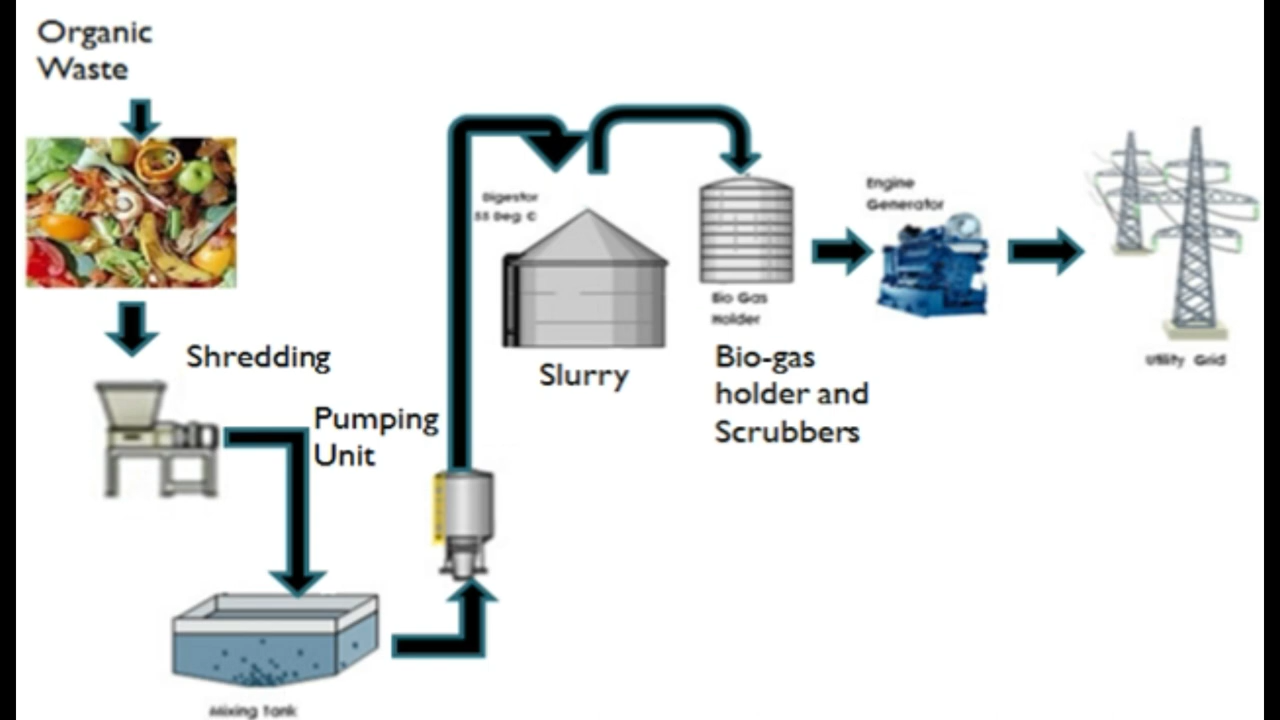 Organic
Waste
Shredding
Pumping
Unit
Mixing Tank
Digestor
55 Deg C
Slurry
Bio Gas
Holder
Bio-gas
holder and
Scrubbers
Engine
Generator
Utility Grid